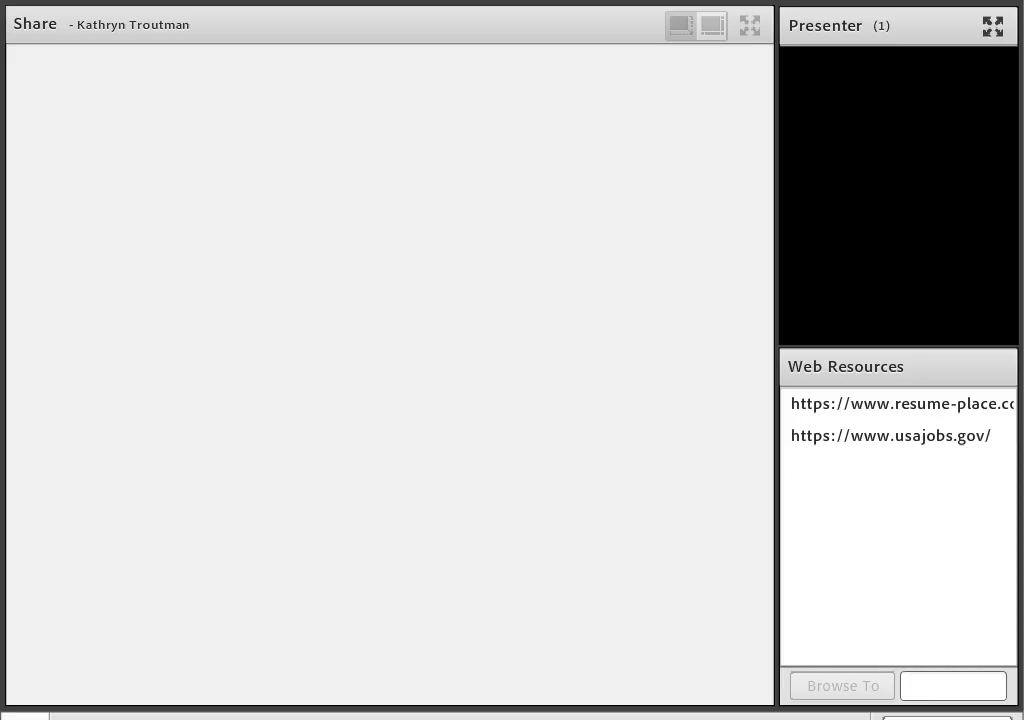 Share - Kathryn Troutman
Presenter (1)
Web Resources
https://www.resume-place.co
https://www.usajobs.gov/
Browse To